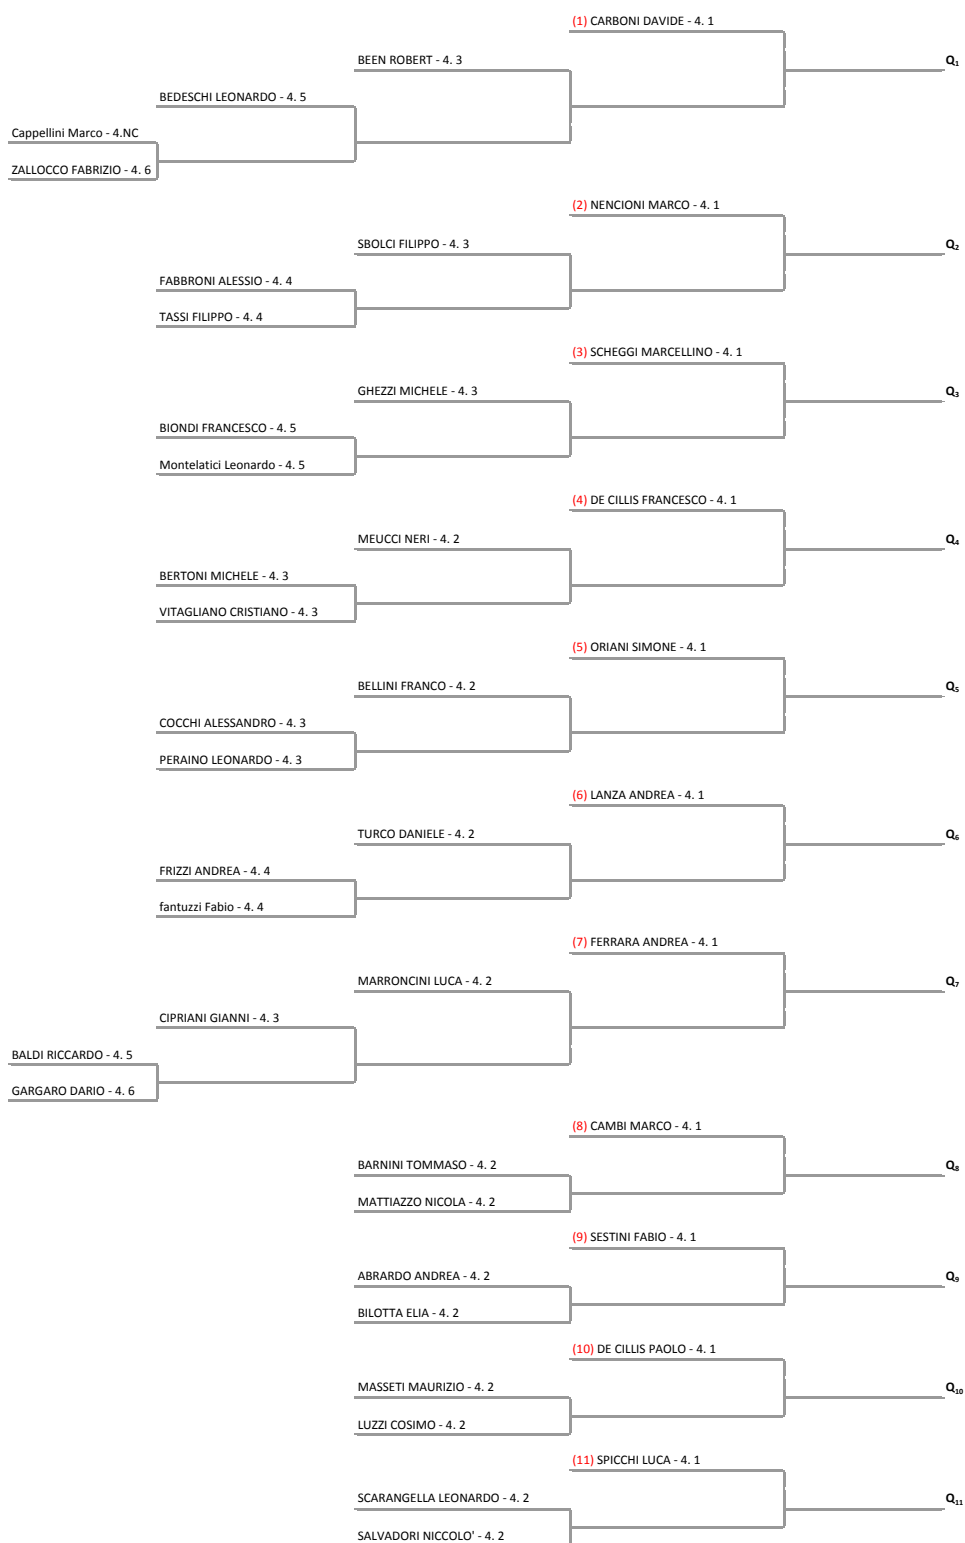 (1) CARBONI DAVIDE - 4. 1
BEEN ROBERT - 4. 3
Q1
BEDESCHI LEONARDO - 4. 5
Cappellini Marco - 4.NC
ZALLOCCO FABRIZIO - 4. 6
(2) NENCIONI MARCO - 4. 1
SBOLCI FILIPPO - 4. 3
Q2
FABBRONI ALESSIO - 4. 4
TASSI FILIPPO - 4. 4
(3) SCHEGGI MARCELLINO - 4. 1
GHEZZI MICHELE - 4. 3
Q3
BIONDI FRANCESCO - 4. 5
Montelatici Leonardo - 4. 5
(4) DE CILLIS FRANCESCO - 4. 1
MEUCCI NERI - 4. 2
Q4
BERTONI MICHELE - 4. 3
VITAGLIANO CRISTIANO - 4. 3
(5) ORIANI SIMONE - 4. 1
BELLINI FRANCO - 4. 2
Q5
COCCHI ALESSANDRO - 4. 3
PERAINO LEONARDO - 4. 3
(6) LANZA ANDREA - 4. 1
TURCO DANIELE - 4. 2
Q6
FRIZZI ANDREA - 4. 4
fantuzzi Fabio - 4. 4
(7) FERRARA ANDREA - 4. 1
MARRONCINI LUCA - 4. 2
Q7
CIPRIANI GIANNI - 4. 3
BALDI RICCARDO - 4. 5
GARGARO DARIO - 4. 6
(8) CAMBI MARCO - 4. 1
BARNINI TOMMASO - 4. 2
Q8
MATTIAZZO NICOLA - 4. 2
(9) SESTINI FABIO - 4. 1
ABRARDO ANDREA - 4. 2
Q9
BILOTTA ELIA - 4. 2
(10) DE CILLIS PAOLO - 4. 1
MASSETI MAURIZIO - 4. 2
Q10
LUZZI COSIMO - 4. 2
(11) SPICCHI LUCA - 4. 1
SCARANGELLA LEONARDO - 4. 2
Q11
SALVADORI NICCOLO' - 4. 2